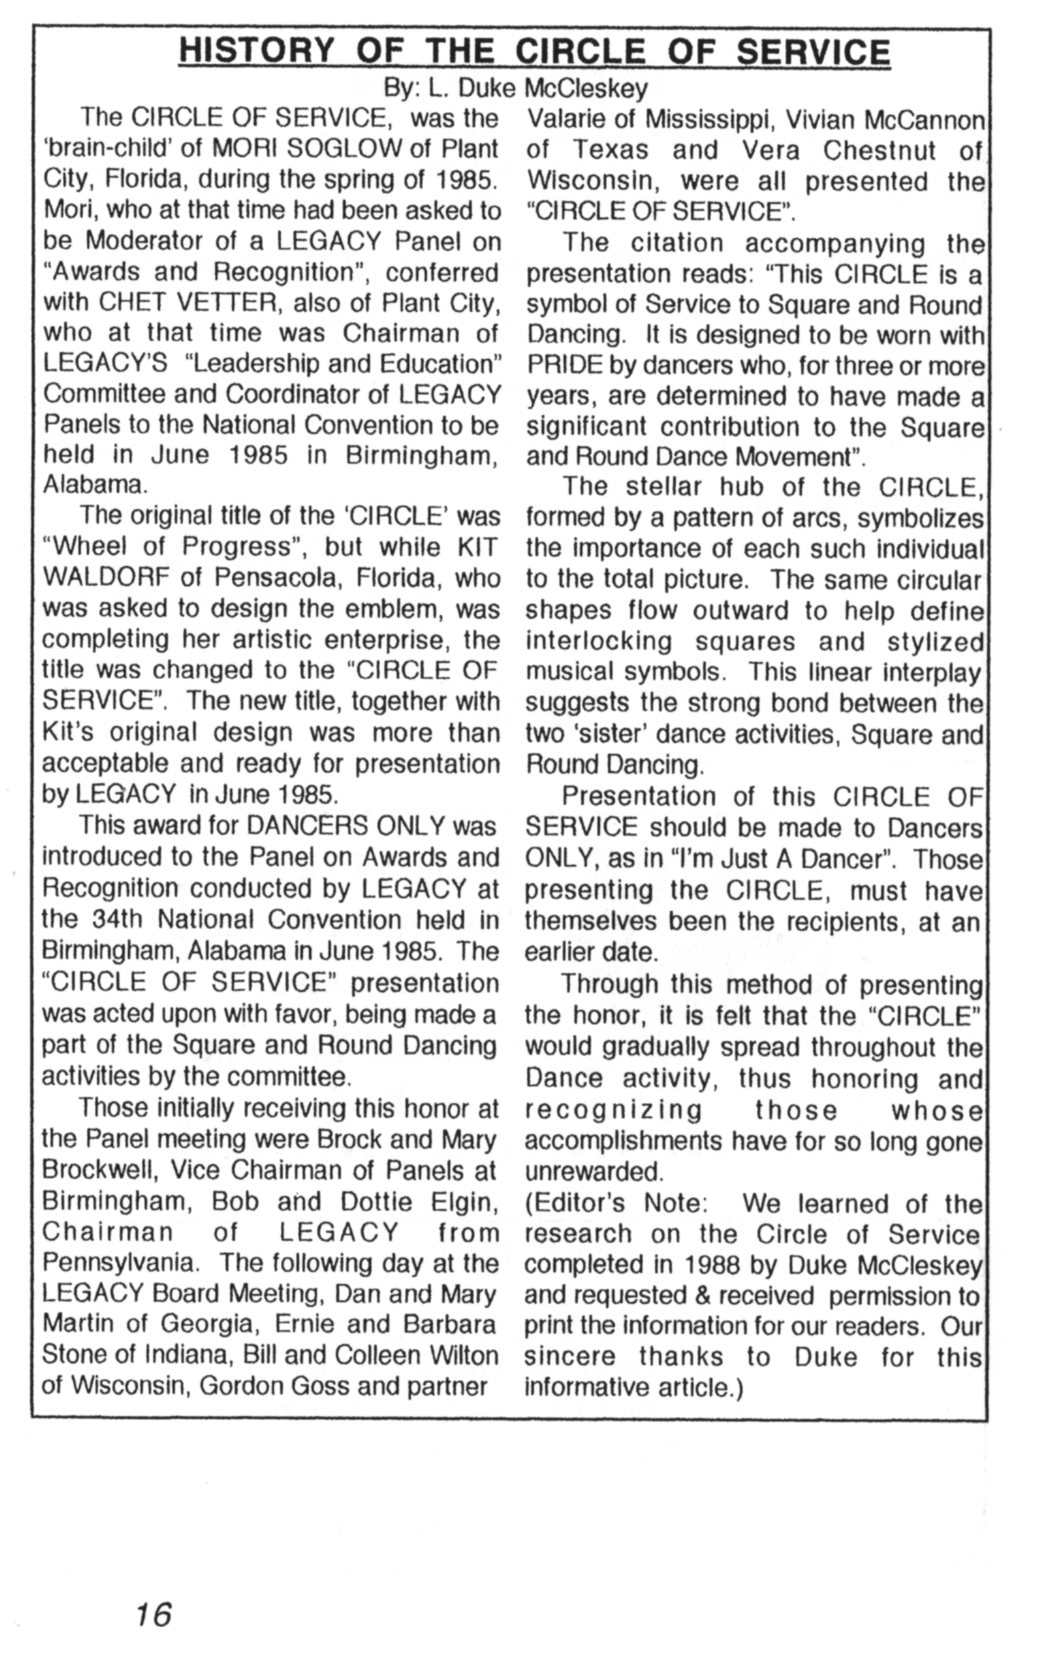 HISTORY OF THE CIRCLE OF SERVICE
By: L. Duke McCleskey
The CIRCLE OF SERVICE, was the
‘brain-child’ of MORI SOGLOW of Plant
City, Florida, during the spring of 1985.
Mori, who at that time had been asked to
be Moderator of a LEGACY Panel on
“Awards and Recognition”, conferred
with CHET VETTER, also of Plant City,
who at that time was Chairman of
LEGACY’S “Leadership and Education”
Committee and Coordinator of LEGACY
Panels to the National Convention to be
held in June 1985 in Birmingham,
Alabama.
The original title of the ‘CIRCLE’ was
“Wheel of Progress”, but while KIT
WALDORF of Pensacola, Florida, who
was asked to design the emblem, was
completing her artistic enterprise, the
title was changed to the “CIRCLE OF
SERVICE”. The new title, together with
Kit’s original design was more than
acceptable and ready for presentation
by LEGACY in June 1985.
This award for DANCERS ONLY was
introduced to the Panel on Awards and
Recognition conducted by LEGACY at
the 34th National Convention held in
Birmingham, Alabama in June 1985. The
“CIRCLE OF SERVICE” presentation
was acted upon with favor, being made a
part of the Square and Round Dancing
activities by the committee.
Those initially receiving this honor at
the Panel meeting were Brock and Mary
Brockwell, Vice Chairman of Panels at
Birmingham, Bob and Dottie Elgin,
Chairman of LEGACY from
Pennsylvania. The following day at the
LEGACY Board Meeting, Dan and Mary
Martin of Georgia, Ernie and Barbara
Stone of Indiana, Bill and Colleen Wilton
of Wisconsin, Gordon Goss and partner
Valarie of Mississippi, Vivian McCannon
of Texas and Vera Chestnut of
Wisconsin, were all presented the
“CIRCLE OF SERVICE”.
The citation accompanying the
presentation reads: “This CIRCLE is a
symbol of Service to Square and Round
Dancing. It is designed to be worn with
PRIDE by dancers who, for three or more
years, are determined to have made a
significant contribution to the Square
and Round Dance Movement”.
The stellar hub of the CIRCLE,
formed by a pattern of arcs, symbolizes
the importance of each such individual
to the total picture. The same circular
shapes flow outward to help define
interlocking squares and stylized
musical symbols. This linear interplay
suggests the strong bond between the
two ‘sister’ dance activities, Square and
Round Dancing.
Presentation of this CIRCLE OF
SERVICE should be made to Dancers
ONLY, as in “I’m Just A Dancer”. Those
presenting the CIRCLE, must have
themselves been the recipients, at an
earlier date.
Through this method of presenting
the honor, it is felt that the “CIRCLE”
would gradually spread throughout the
Dance activity, thus honoring and
recognizing those whose
accomplishments have for so long gone
unrewarded.
(Editor’s Note: We learned of the
research on the Circle of Service
completed in 1988 by Duke McCleskey
and requested & received permission to
print the information for our readers. Our
sincere thanks to Duke for this
informative article.)
16